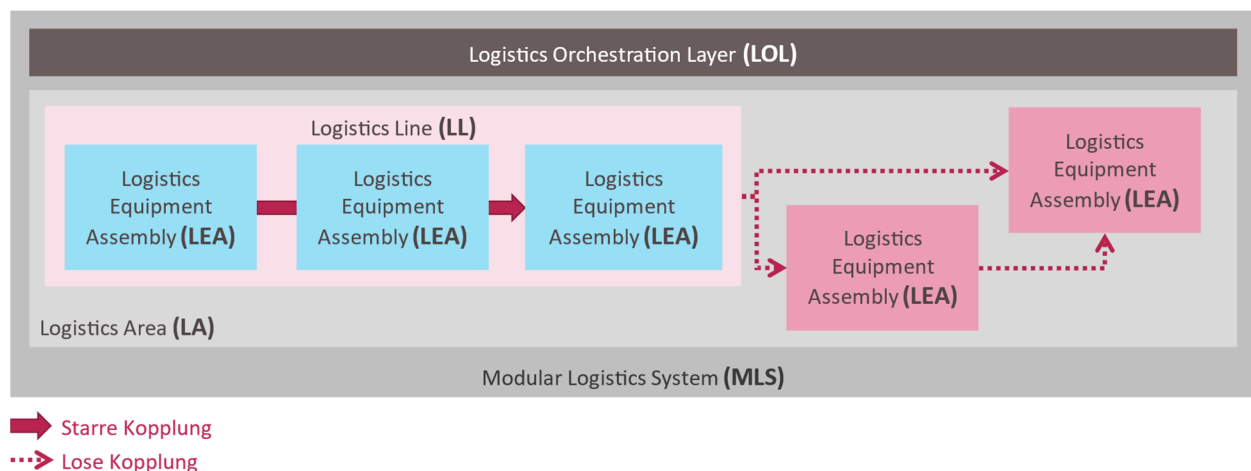 Logistics Orchestration Layer (LOL)
Logistics Line (LL)
Logistics
Equipment
Assembly (LEA)
Logistics
Equipment
Assembly (LEA)
Logistics
Equipment
Assembly (LEA)
Logistics
Equipment
Assembly (LEA)
Logistics
Equipment
Assembly (LEA)
Logistics Area (LA)
Modular Logistics System (MLS)
Starre Kopplung
Lose Kopplung